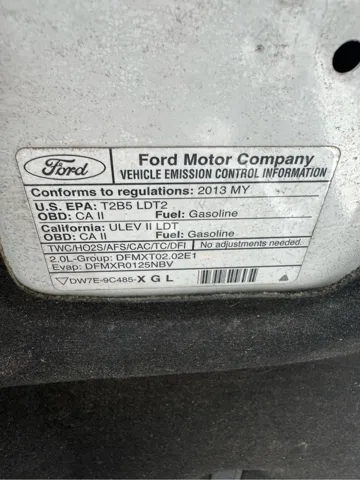 Ford
Ford Motor Company
VEHICLE EMISSION CONTROL INFORMATION
Conforms to regulations: 2013 MY
U.S. EPA: T2B5 LDT2
OBD: CA II Fuel: Gasoline
California: ULEV II LDT
OBD: CA II Fuel: Gasoline
TWC/HO2S/AFS/CAC/TC/DFI No adjustments needed.
2.0L-Group: DFMXT02.02E1
Evap: DFMXR0125NBV
DW7E-9C485-X G L